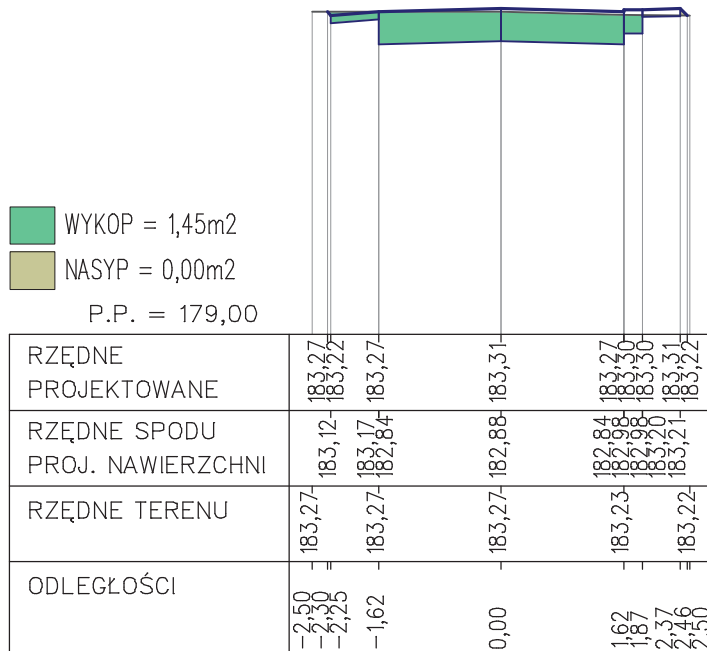 WYKOP = 1,45m2
NASYP = 0,00m2
P.P. = 179,00
RZĘDNE
PROJEKTOWANE
183,27 183,22 183,27 183,31 183,27 183,30 183,30 183,31 183,22
RZĘDNE SPODU
PROJ. NAWIERZCHNI
183,12 183,17 182,84 182,88 182,84 182,98 182,98 183,20 183,21
RZĘDNE TERENU
183,27 183,27 183,27 183,23 183,22
ODLEGŁOŚCI
-2,50 -2,30 -2,25 -1,62 0,00 1,62 1,87 2,37 2,46 2,50